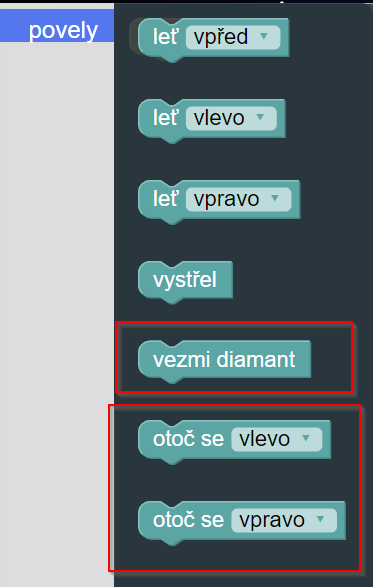 povely
leť vpřed
leť vlevo
leť vpravo
vystřel
vezmi diamant
otoč se vlevo
otoč se vpravo